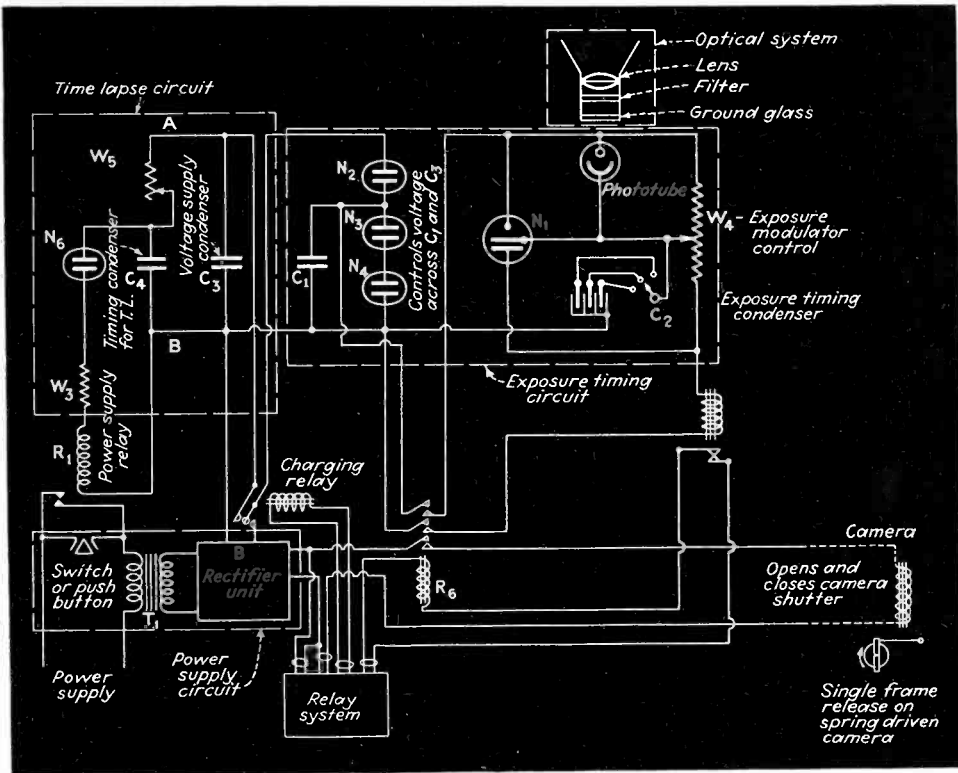 Optical system
Lens
Filter
Ground glass
Time lapse circuit
A
W5
N2
N3
N4
N1
N6
Phototube
W4 - Exposure
modulator
control
Voltage supply
condenser
Timing condenser
for T.L.
C4
C3
C1
Controls voltage
across C1 and C3
C2
Exposure timing
condenser
B
W3
Exposure timing
circuit
R1
Power supply
relay
Charging
relay
Camera
B
Switch
or push
button
Rectifier
unit
R6
Opens and
closes camera
shutter
T1
Power
supply
Power
supply
circuit
Relay
system
Single frame
release on
spring driven
camera